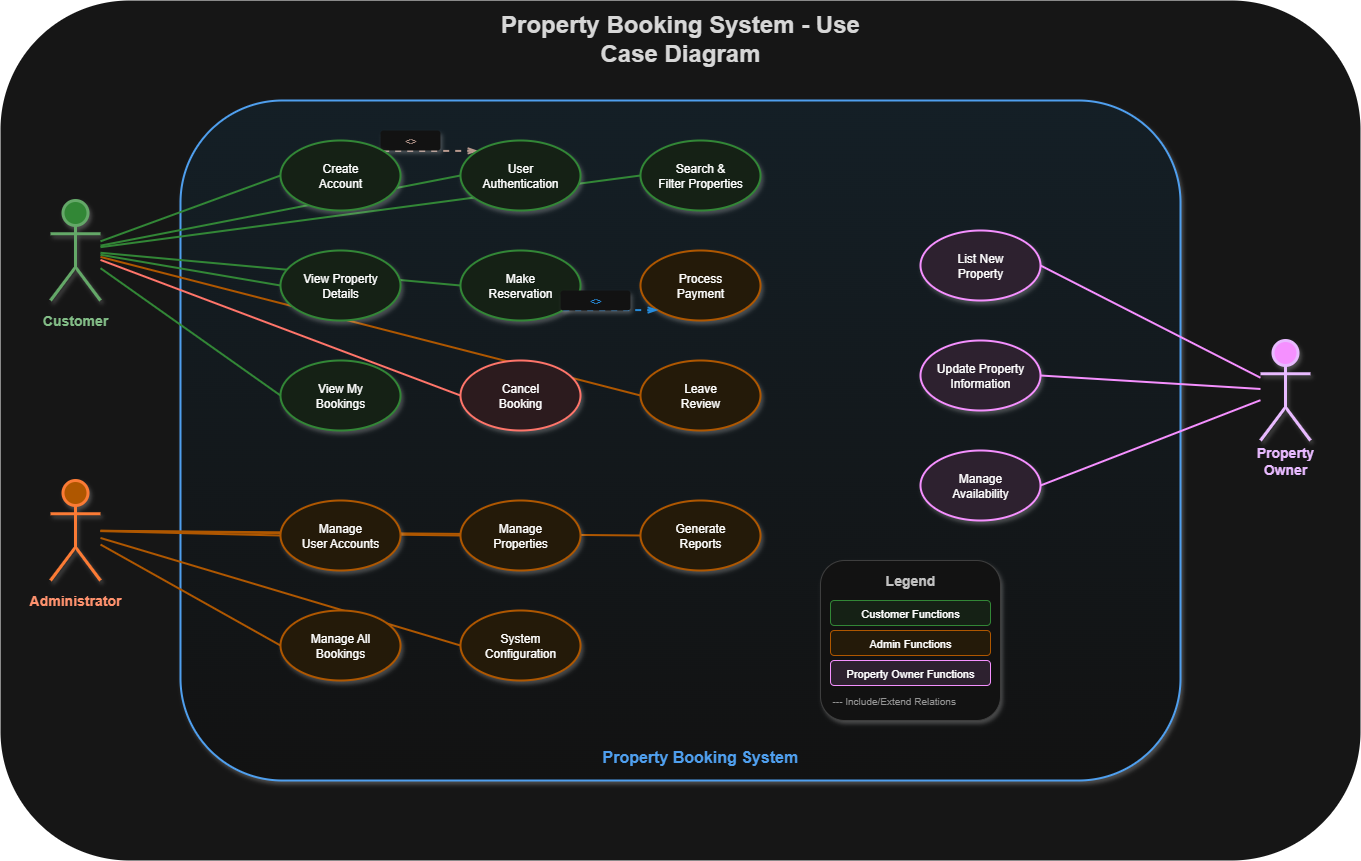 Property Booking System - Use
Case Diagram
<>
Create
Account
User
Authentication
Search &
Filter Properties
Customer
View Property
Details
Make
Reservation
<>
Process
Payment
List New
Property
View My
Bookings
Cancel
Booking
Leave
Review
Update Property
Information
Property
Owner
Manage
Availability
Administrator
Manage
User Accounts
Manage
Properties
Generate
Reports
Manage All
Bookings
System
Configuration
Legend
Customer Functions
Admin Functions
Property Owner Functions
--- Include/Extend Relations
Property Booking System